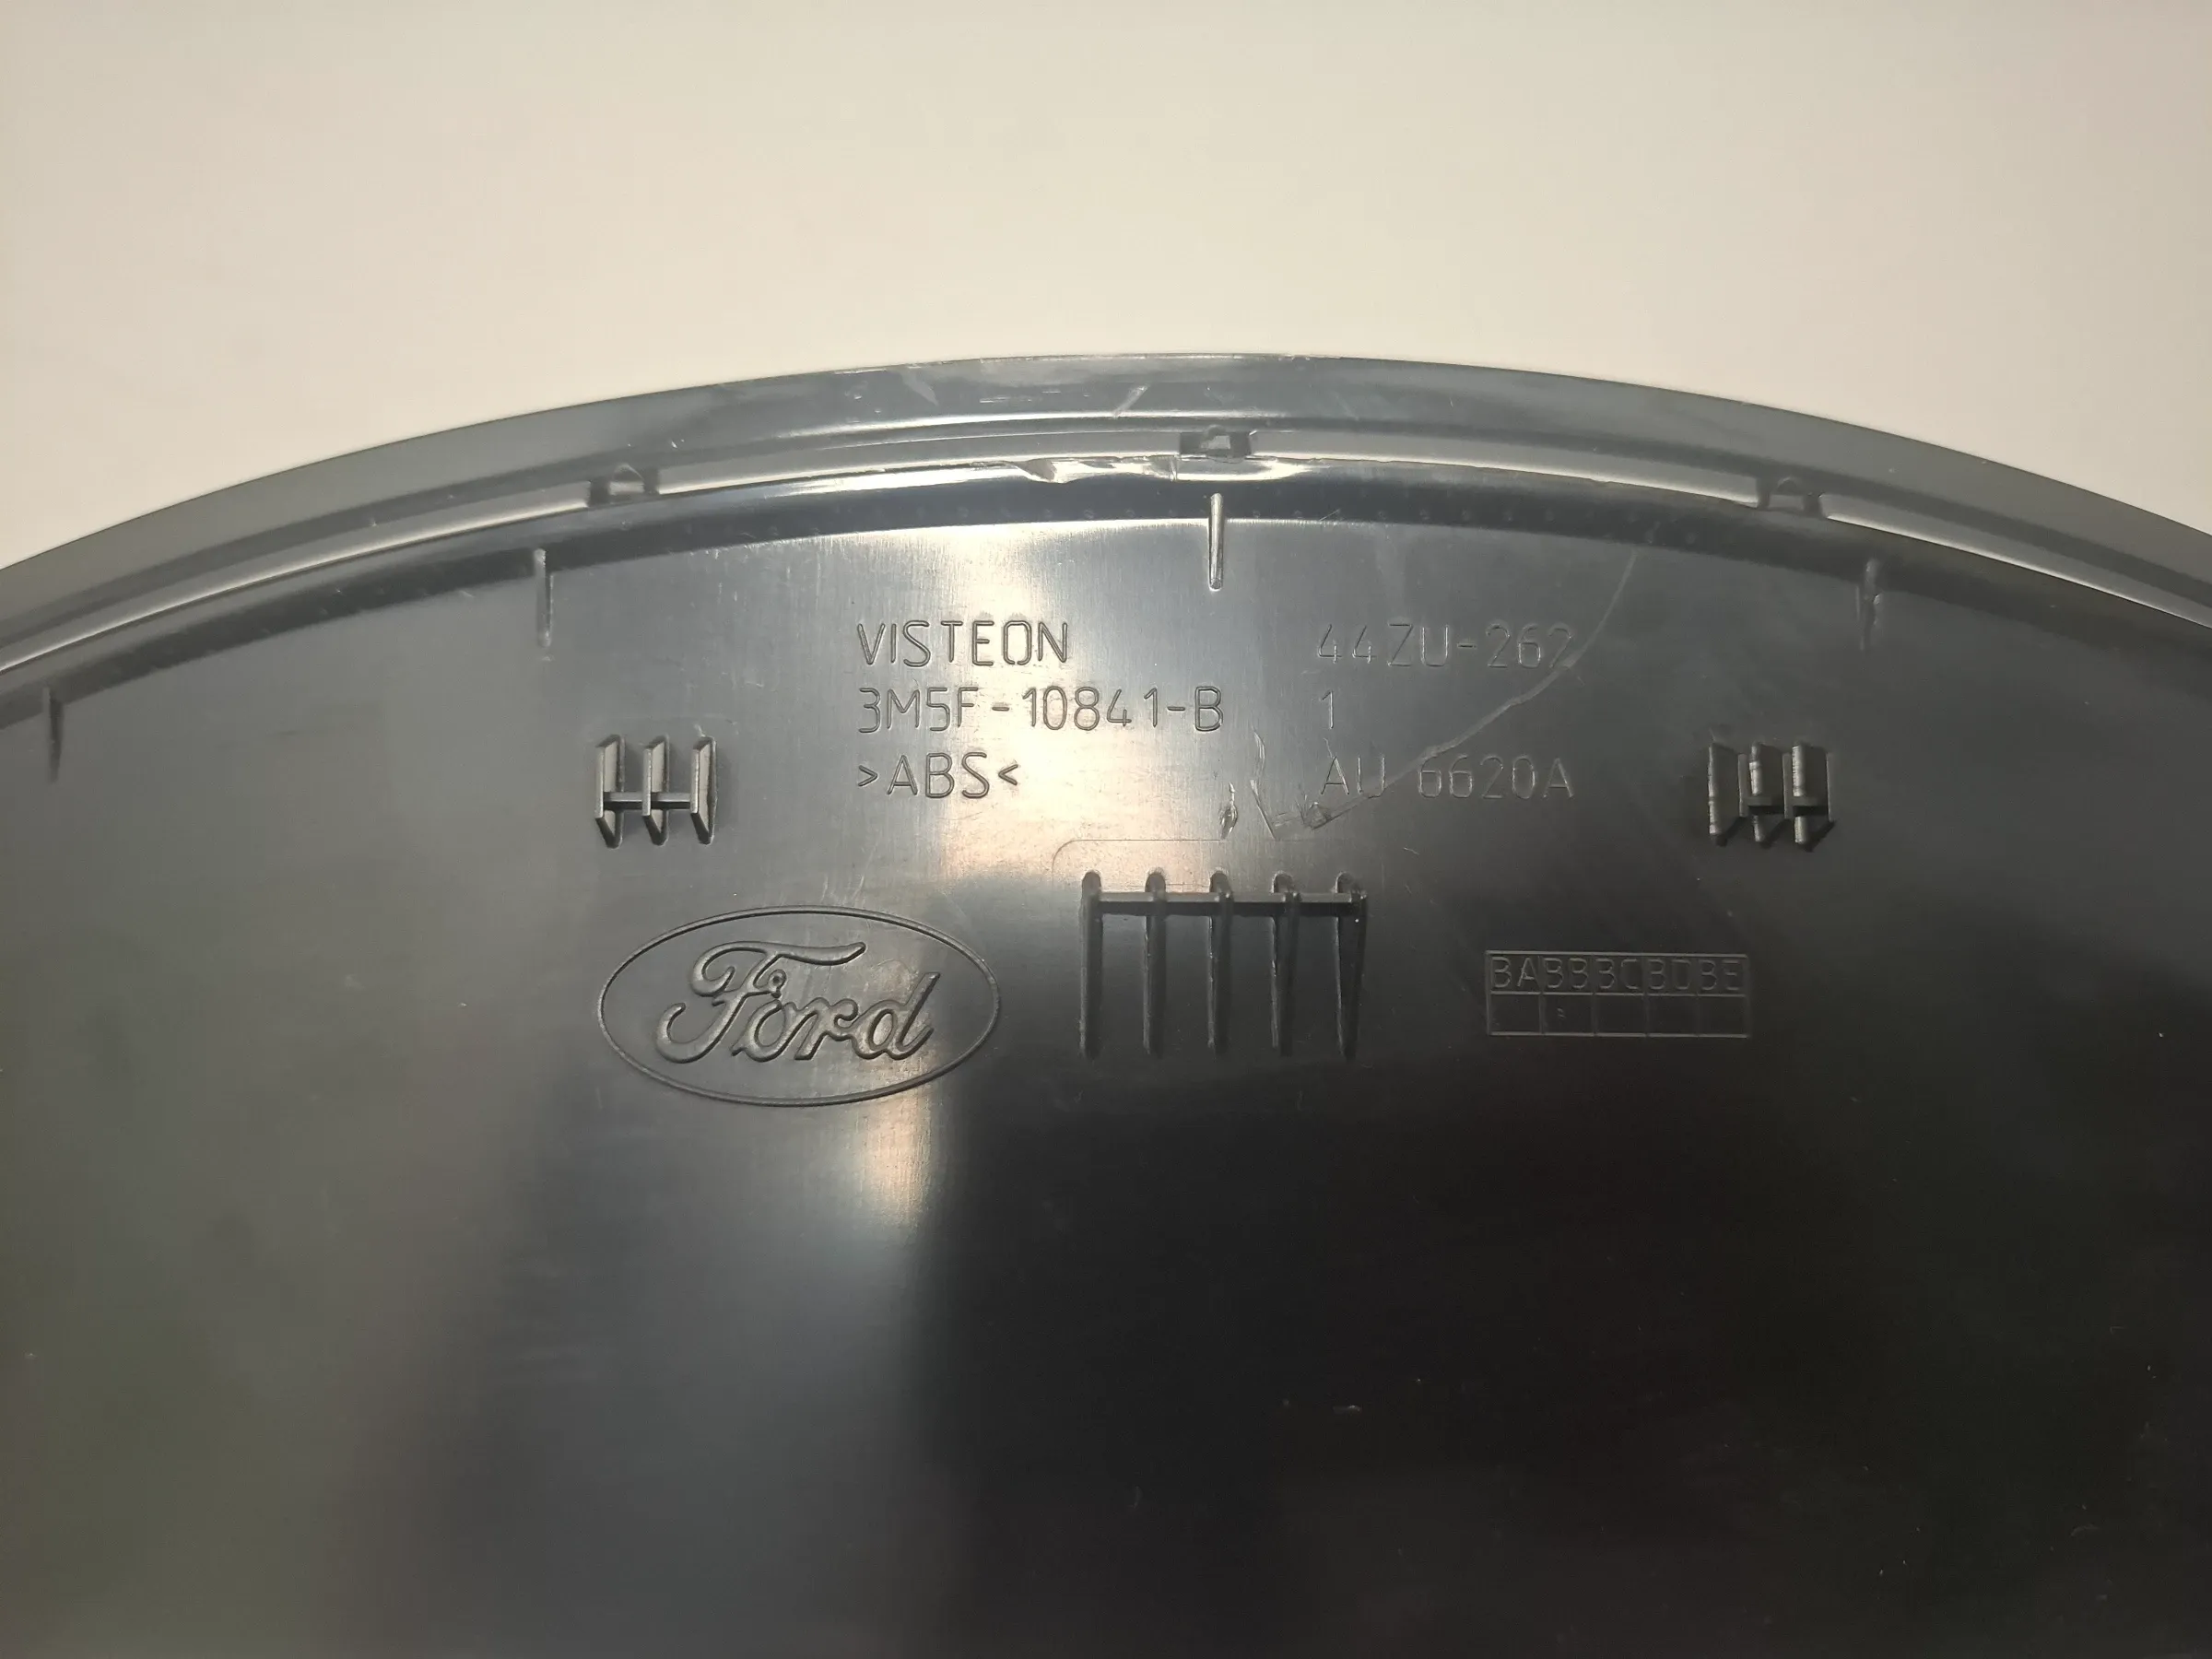 VISTEON 44ZU-262
3M5F-10841-B 1
>ABS< AU 6620A
Ford
BA BB BC BD BE